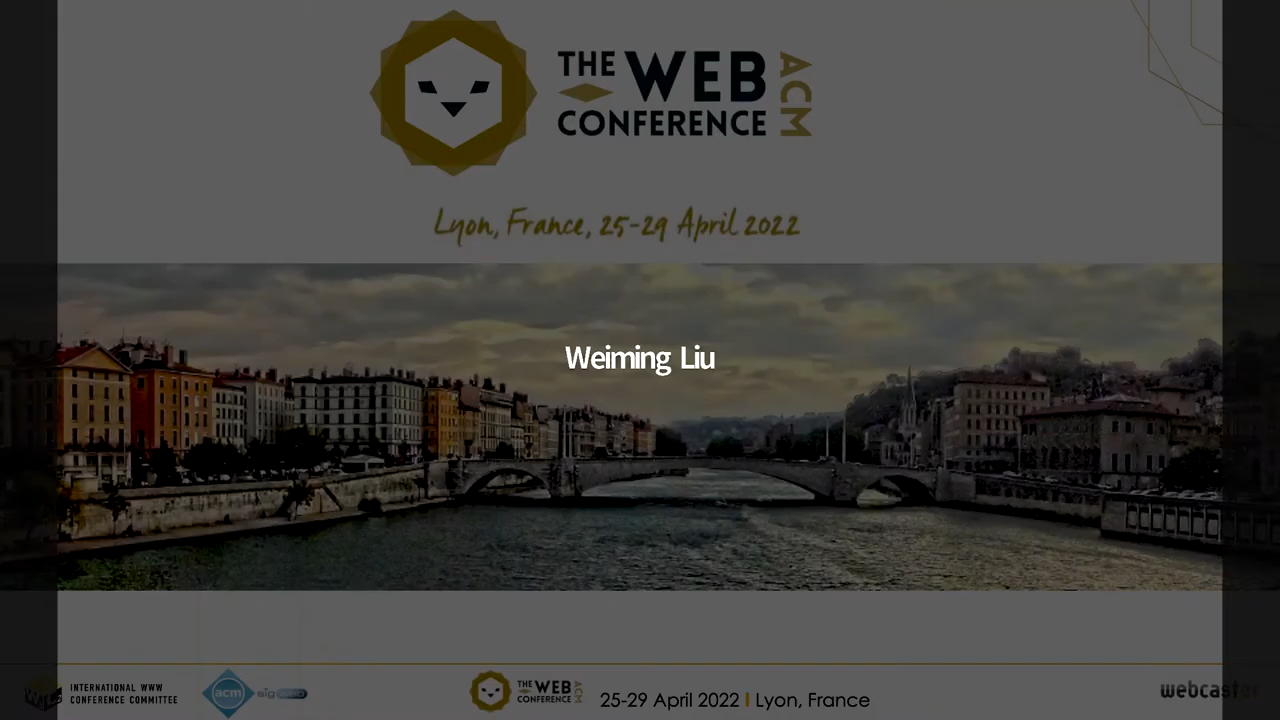 THE WEB ACM
CONFERENCE
Lyon, France, 25-29 April 2022
Weiming Liu
INTERNATIONAL WWW
CONFERENCE COMMITTEE
acm
THE WEB ACM
CONFERENCE
25-29 April 2022 | Lyon, France
webcaster